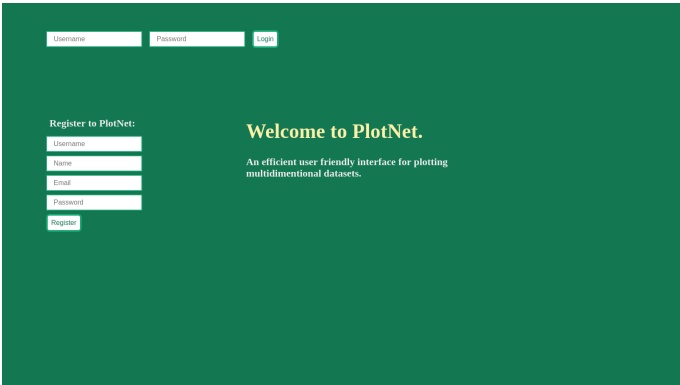 Username Password Login
Register to PlotNet:
Username
Name
Email
Password
Register
Welcome to PlotNet.
An efficient user friendly interface for plotting
multidimentional datasets.